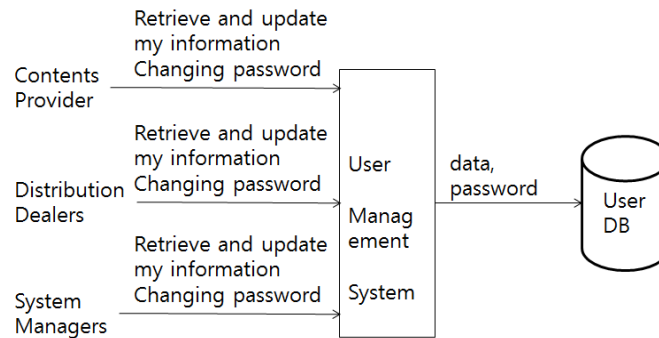 Retrieve and update
my information
Changing password
Contents
Provider
Retrieve and update
my information
Changing password
Distribution
Dealers
Retrieve and update
my information
Changing password
System
Managers
User
Manag
ement
System
data,
password
User
DB